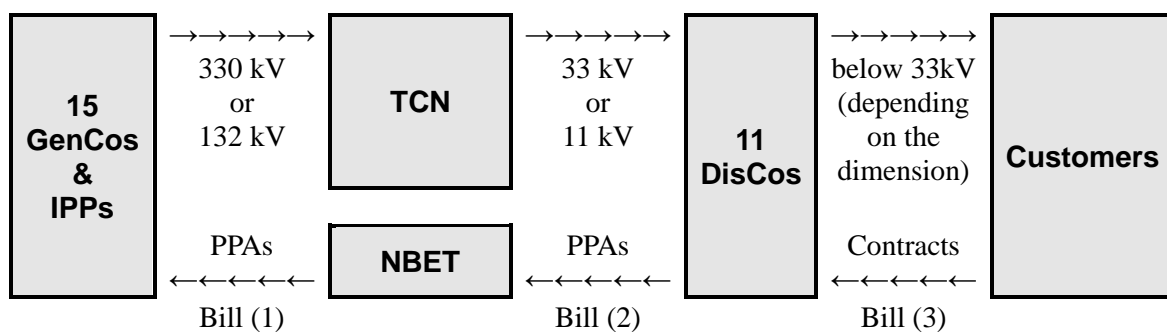 15
GenCos
&
IPPs
→→→→→
330 kV
or
132 kV
TCN
→→→→→
33 kV
or
11 kV
11
DisCos
→→→→→
below 33kV
(depending
on the
dimension)
Customers
PPAs
←←←←←
Bill (1)
NBET
PPAs
←←←←←
Bill (2)
Contracts
←←←←←
Bill (3)